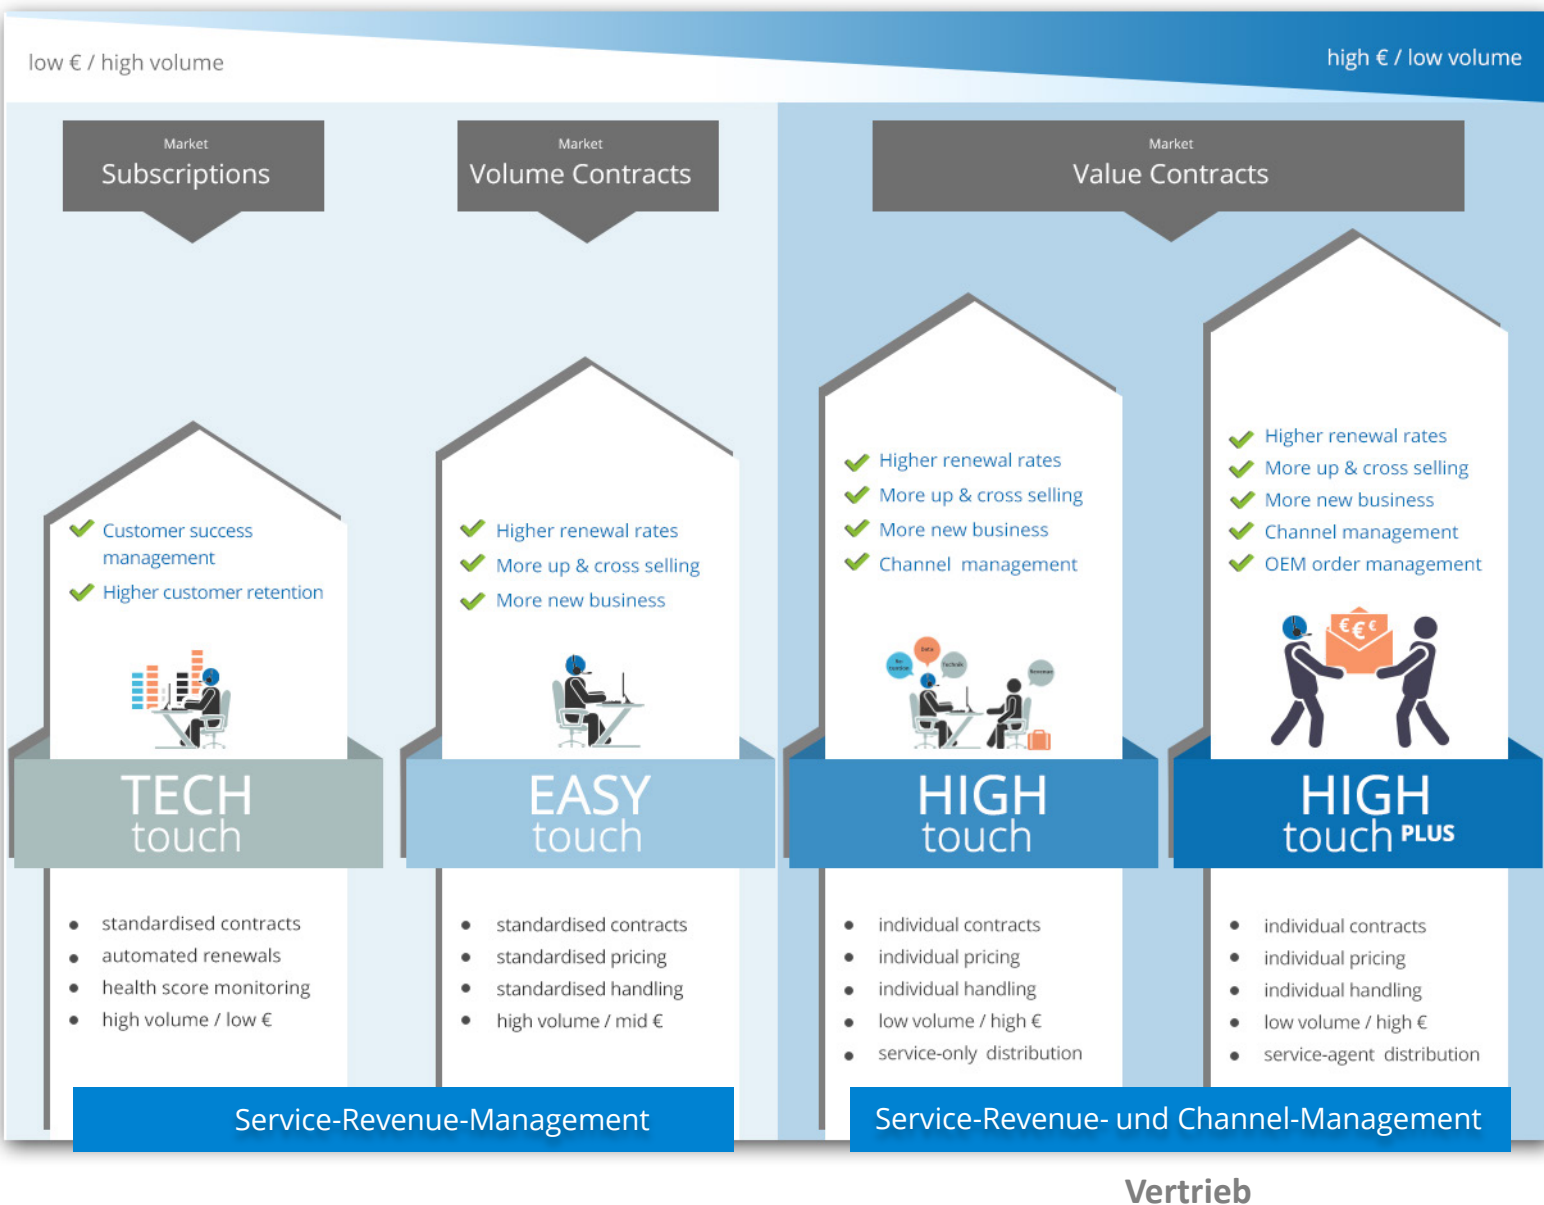 low € / high volume
high € / low volume
Market
Subscriptions
Market
Volume Contracts
Market
Value Contracts
Customer success
management
Higher customer retention
TECH
touch
standardised contracts
automated renewals
health score monitoring
high volume / low €
Higher renewal rates
More up & cross selling
More new business
EASY
touch
standardised contracts
standardised pricing
standardised handling
high volume / mid €
Higher renewal rates
More up & cross selling
More new business
Channel management
Data
Technik
Revenue
HIGH
touch
individual contracts
individual pricing
individual handling
low volume / high €
service-only distribution
Higher renewal rates
More up & cross selling
More new business
Channel management
OEM order management
€€€
HIGH
touch PLUS
individual contracts
individual pricing
individual handling
low volume / high €
service-agent distribution
Service-Revenue-Management
Service-Revenue- und Channel-Management
Vertrieb